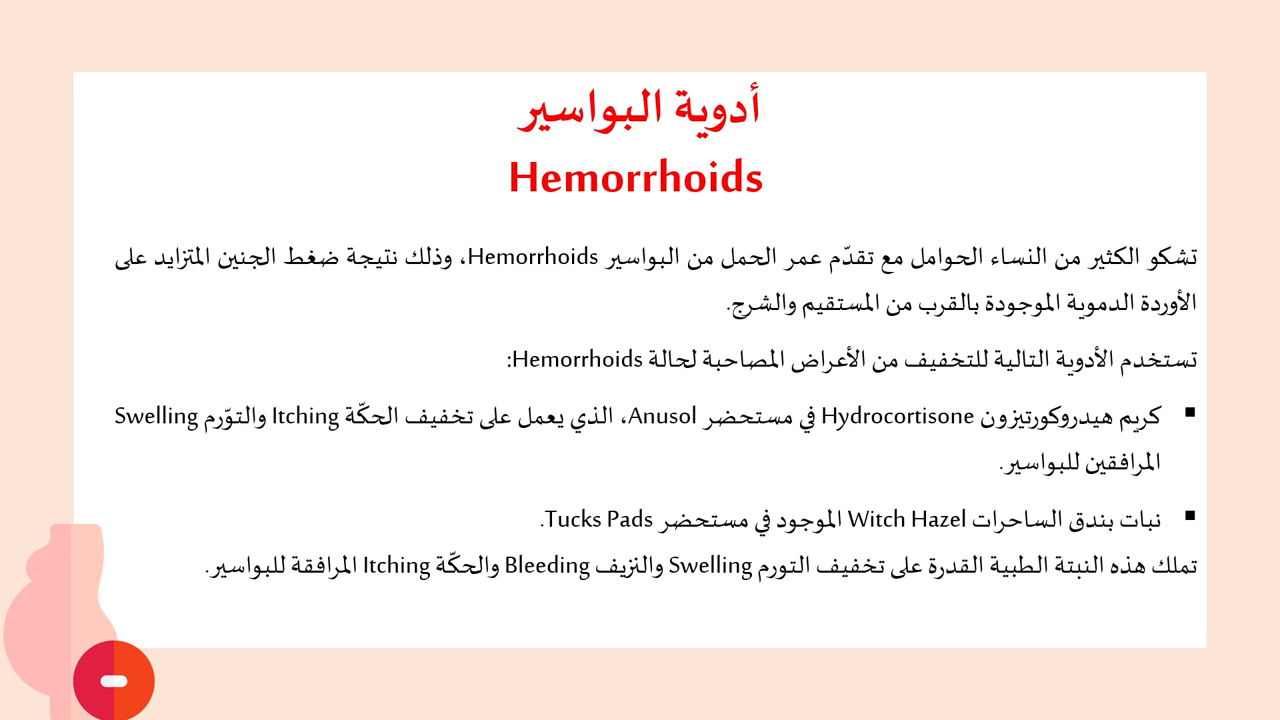 أدوية البواسير
Hemorrhoids
تشكو الكثير من النساء الحوامل مع تقدّم عمر الحمل من البواسير Hemorrhoids، وذلك نتيجة ضغط الجنين المتزايد على
الأوردة الدموية الموجودة بالقرب من المستقيم والشرج.
تستخدم الأدوية التالية للتخفيف من الأعراض المصاحبة لحالة Hemorrhoids:
▪ كريم هيدروكورتيزون Hydrocortisone في مستحضر Anusol، الذي يعمل على تخفيف الحكّة Itching والتوّرم Swelling
المرافقين للبواسير.
▪ نبات بندق الساحرات Witch Hazel الموجود في مستحضر Tucks Pads.
تملك هذه النبتة الطبية القدرة على تخفيف التورم Swelling والنزيف Bleeding والحكّة Itching المرافقة للبواسير.